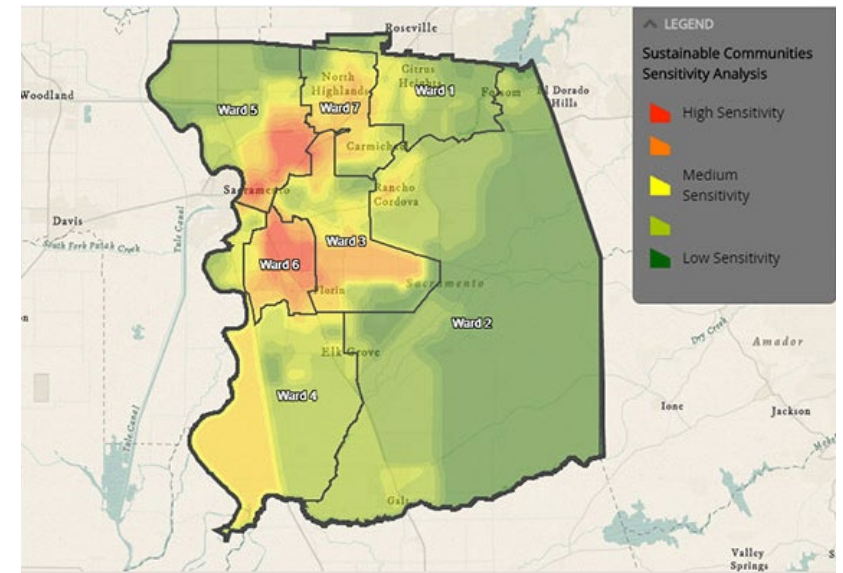 LEGEND
Sustainable Communities
Sensitivity Analysis
High Sensitivity
Medium
Sensitivity
Low Sensitivity
Roseville
Woodland
North
Highlands
Citrus
Heights
Ward 1
Folsom
El Dorado
Hills
Ward 5
Ward 7
Carmichael
Sacramento
Rancho
Cordova
Davis
Tule Canal
South Fork Putah Creek
Ward 3
Ward 6
Florin
Sacramento
Ward 2
Elk Grove
Dry Creek
Amador
Ward 4
Ione
Jackson
Tule Canal
Galt
Valley
Springs